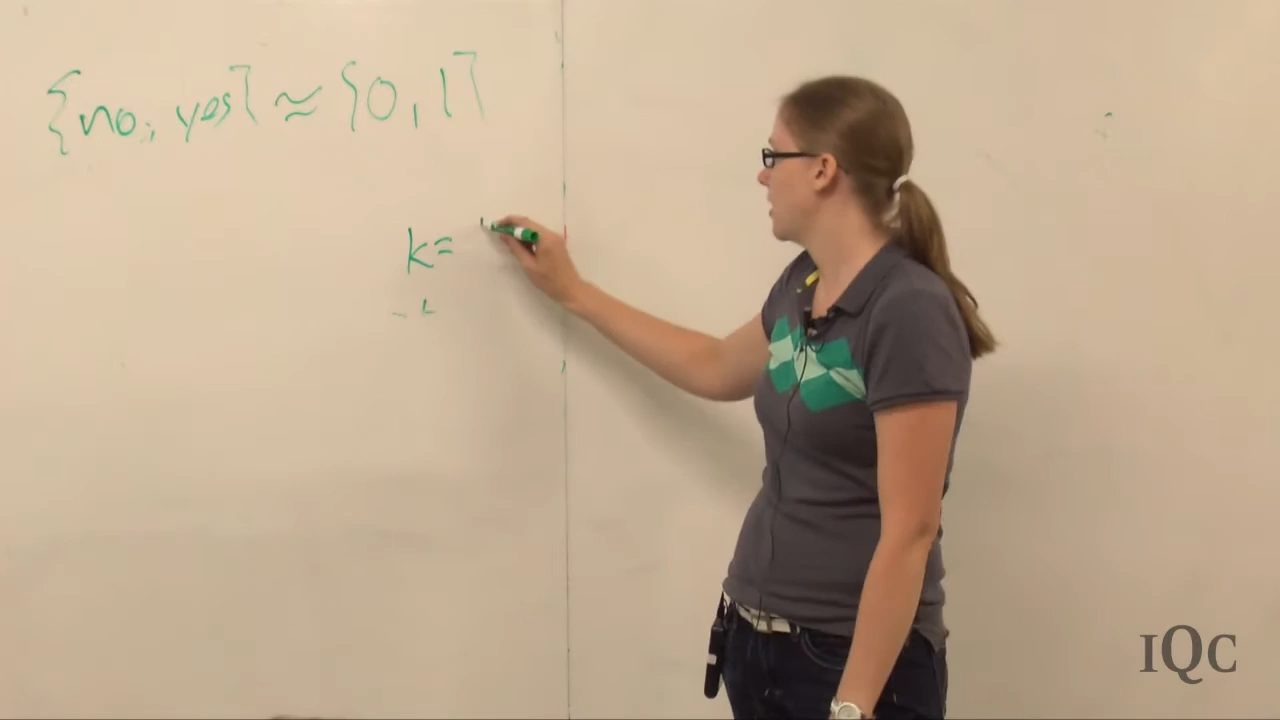 {no, yes} ≈ {0, 1}
k=
IQC